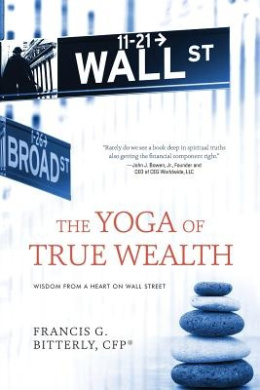 11-21→
WALL ST
1-26→
BROAD ST
"Rarely do we see a book deep in spiritual truths
also getting the financial component right."
—John J. Bowen, Jr., Founder and
CEO of CEG Worldwide, LLC
THE YOGA OF
TRUE WEALTH
WISDOM FROM A HEART ON WALL STREET
FRANCIS G.
BITTERLY, CFP®